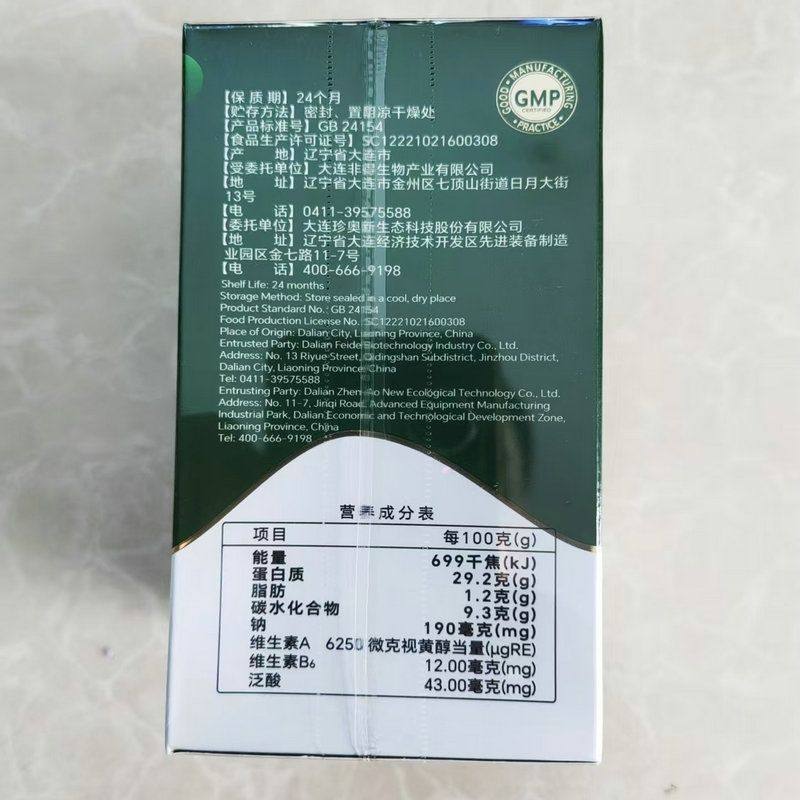 GOOD MANUFACTURING PRACTICE
GMP
CERTIFIED
【保 质 期】24个月
【贮存方法】密封、置阴凉干燥处
【产品标准号】GB 24154
【食品生产许可证号】SC12221021600308
【产 地】辽宁省大连市
【受委托单位】大连非得生物产业有限公司
【地 址】辽宁省大连市金州区七顶山街道日月大街
13号
【电 话】0411-39575588
【委托单位】大连珍奥新生态科技股份有限公司
【地 址】辽宁省大连经济技术开发区先进装备制造
业园区金七路11-7号
【电 话】400-666-9198
Shelf Life: 24 months
Storage Method: Store sealed in a cool, dry place
Product Standard No.: GB 24154
Food Production License No.: SC12221021600308
Place of Origin: Dalian City, Liaoning Province, China
Entrusted Party: Dalian Feide Biotechnology Industry Co., Ltd.
Address: No. 13 Riyue Street, Qidingshan Subdistrict, Jinzhou District,
Dalian City, Liaoning Province, China
Tel: 0411-39575588
Entrusting Party: Dalian Zhen-Ao New Ecological Technology Co., Ltd.
Address: No. 11-7, Jinqi Road, Advanced Equipment Manufacturing
Industrial Park, Dalian Economic and Technological Development Zone,
Liaoning Province, China
Tel: 400-666-9198
营养成分表
项目 每100克(g)
能量 699千焦(kJ)
蛋白质 29.2克(g)
脂肪 1.2克(g)
碳水化合物 9.3克(g)
钠 190毫克(mg)
维生素A 6250 微克视黄醇当量(μgRE)
维生素B6 12.00毫克(mg)
泛酸 43.00毫克(mg)